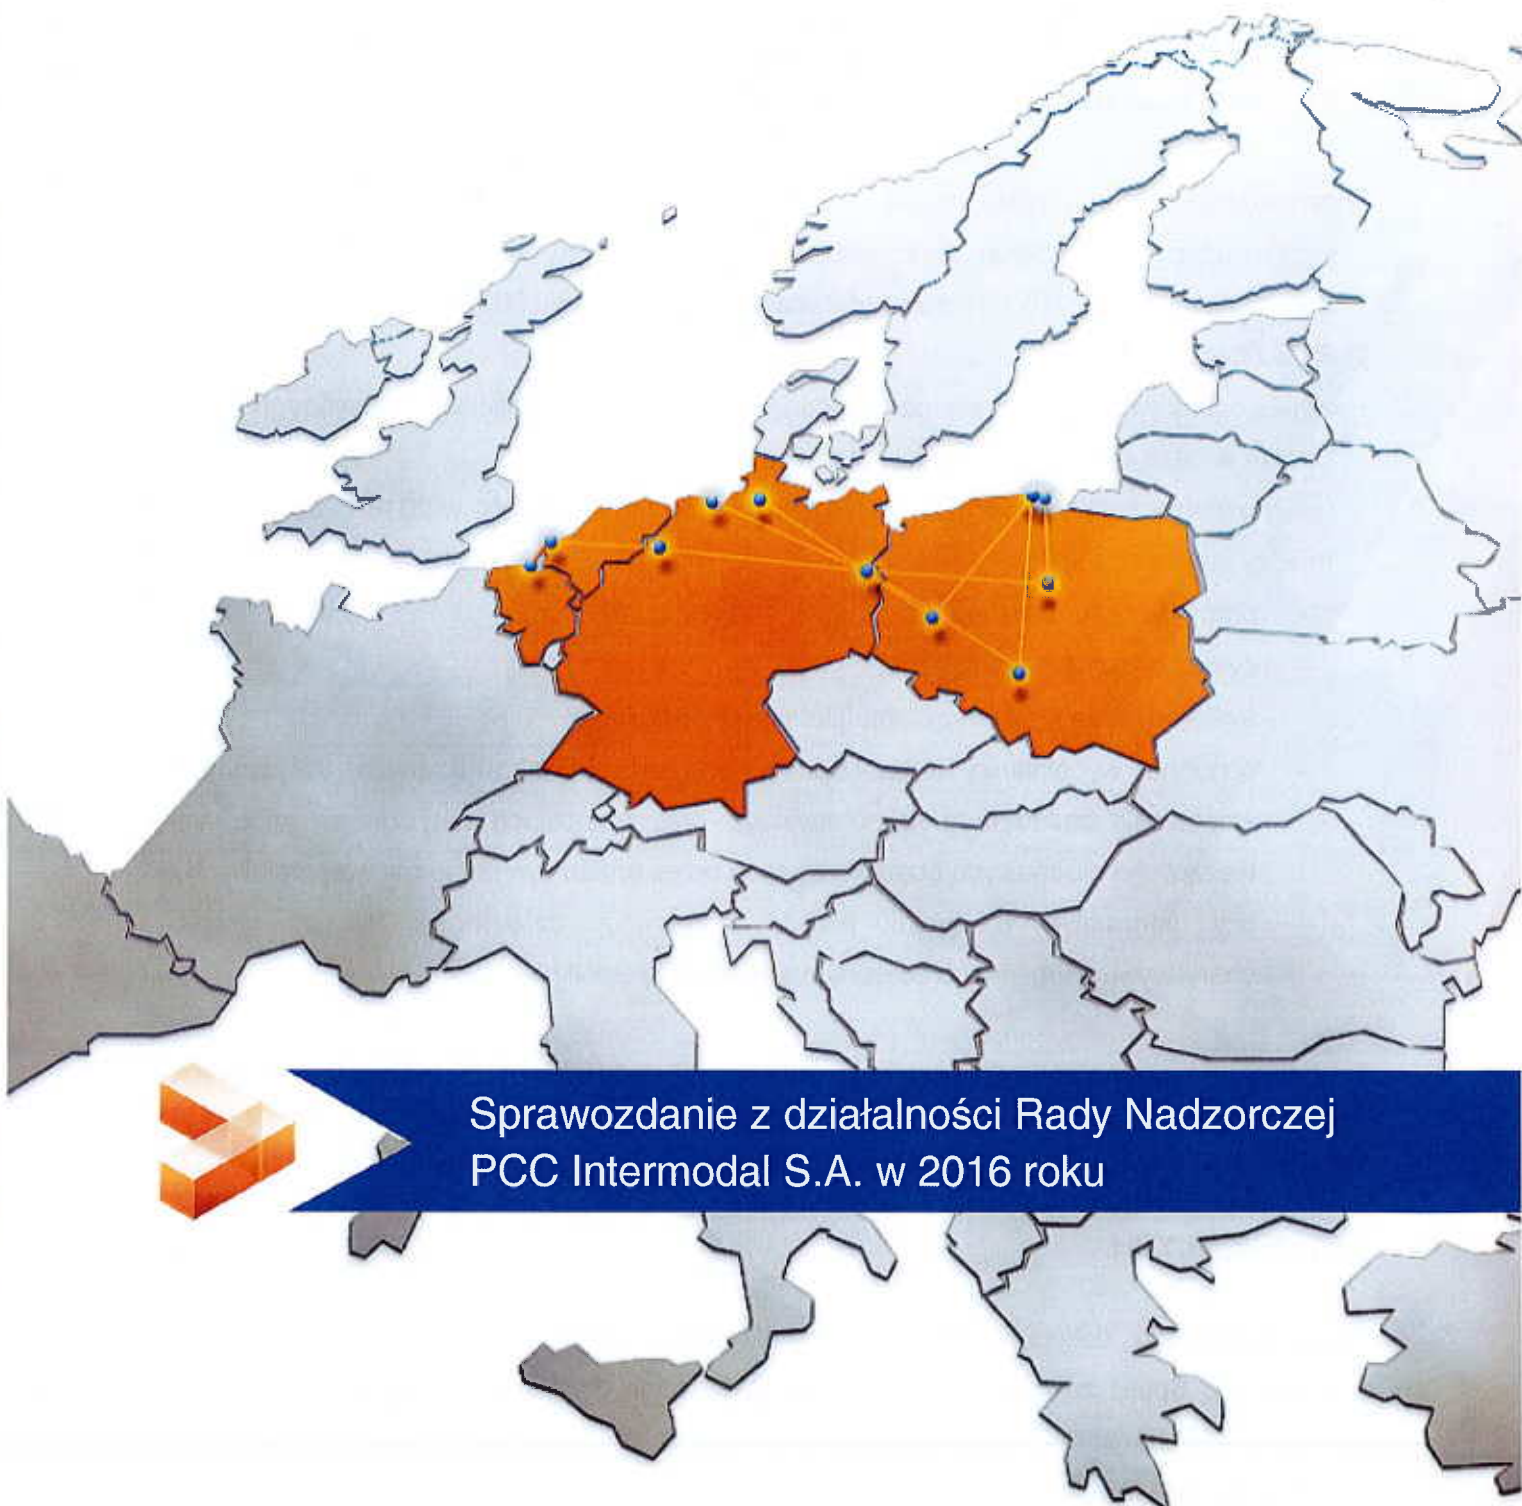 Sprawozdanie z działalności Rady Nadzorczej
PCC Intermodal S.A. w 2016 roku